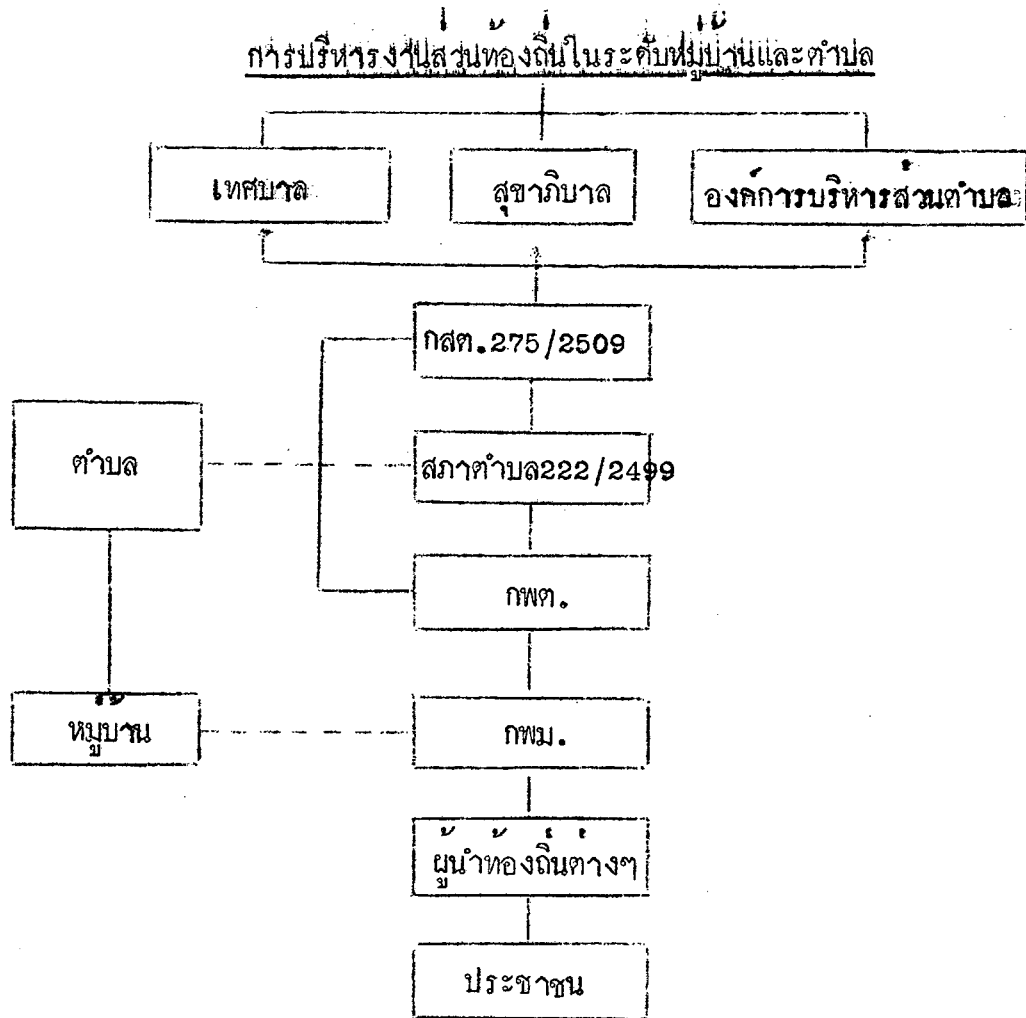 การบริหารงานส่วนท้องถิ่นในระดับหมู่บ้านและตำบล
เทศบาล
สุขาภิบาล
องค์การบริหารส่วนตำบล
กสต.275/2509
ตำบล
สภาตำบล222/2499
กพต.
หมู่บ้าน
กพม.
ผู้นำท้องถิ่นต่างๆ
ประชาชน